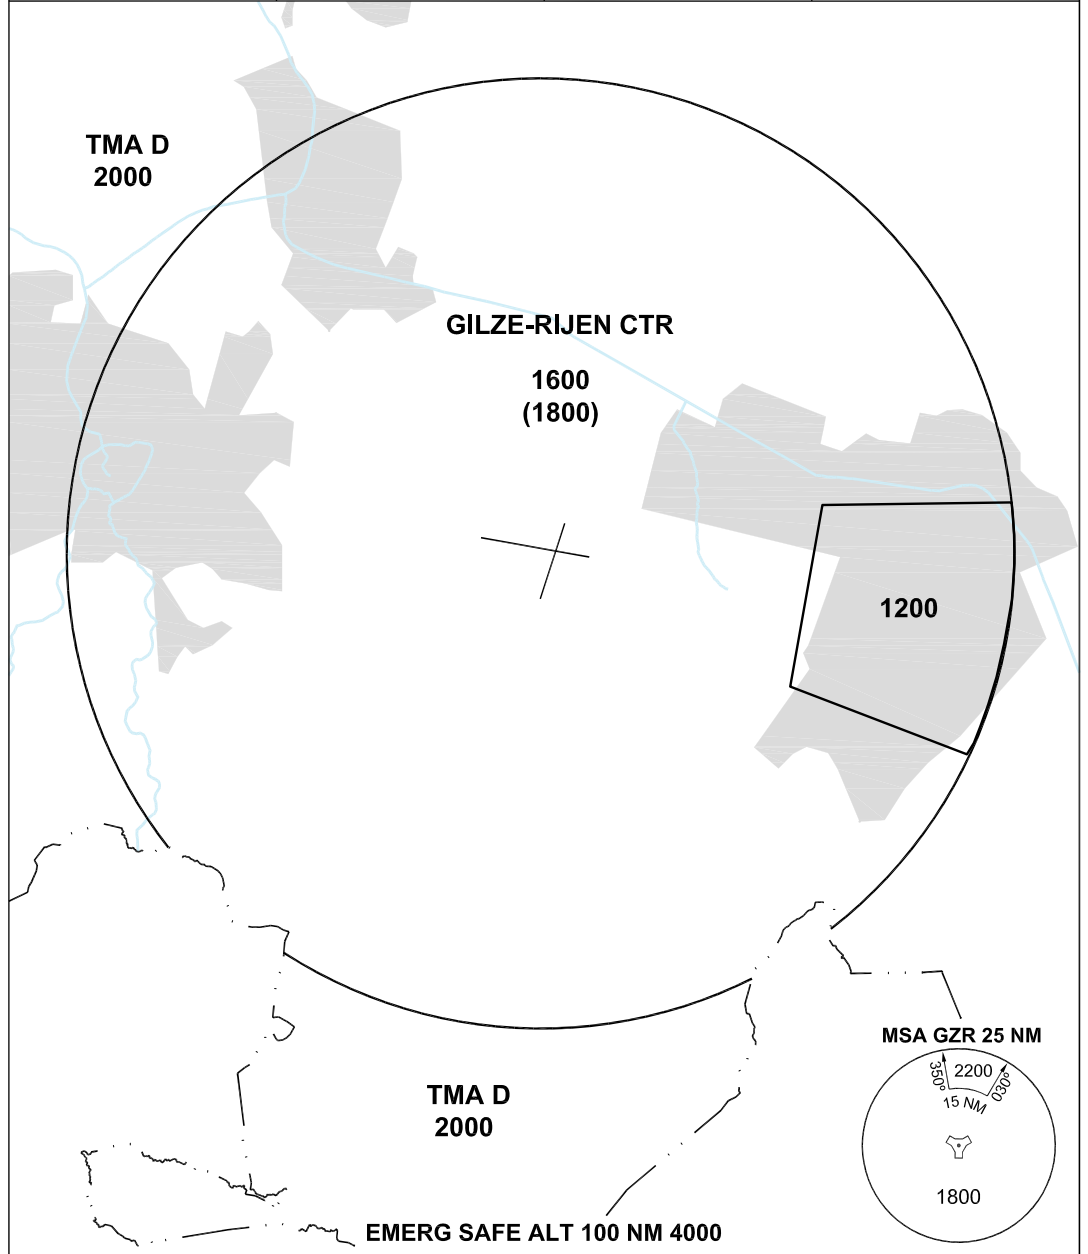 TMA D
2000
GILZE-RIJEN CTR
1600
(1800)
1200
MSA GZR 25 NM
350°
2200
030°
15 NM
1800
TMA D
2000
EMERG SAFE ALT 100 NM 4000